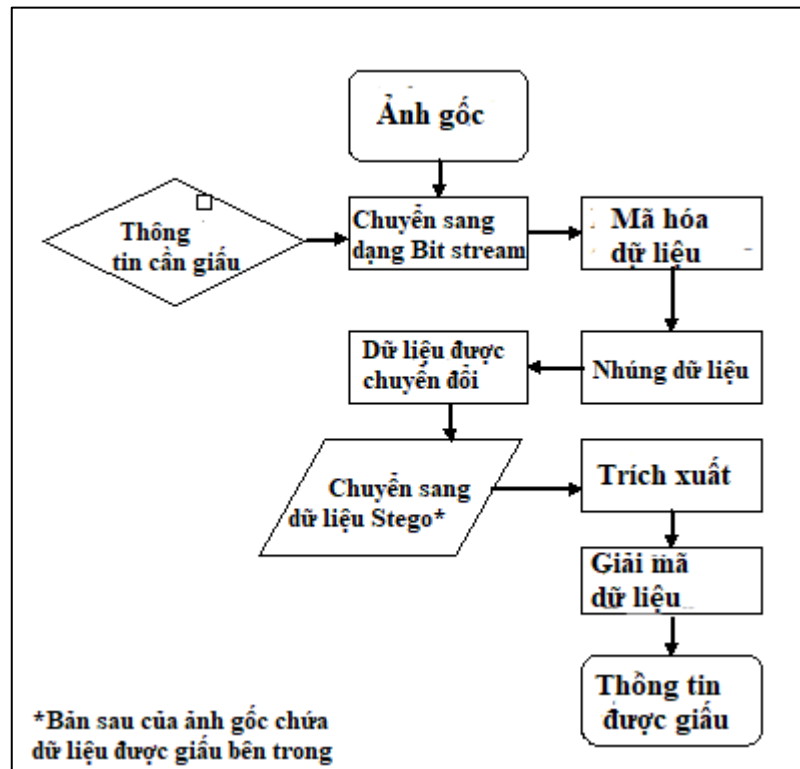 Ảnh gốc
Thông
tin cần giấu
Chuyển sang
dạng Bit stream
Mã hóa
dữ liệu
Dữ liệu được
chuyển đổi
Nhúng dữ liệu
Chuyển sang
dữ liệu Stego*
Trích xuất
Giải mã
dữ liệu
Thông tin
được giấu
*Bản sau của ảnh gốc chứa
dữ liệu được giấu bên trong